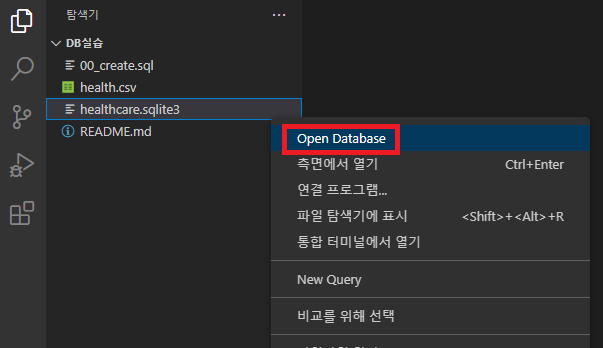 탐색기 ...
DB실습
00_create.sql
health.csv
healthcare.sqlite3
README.md
Open Database
측면에서 열기 Ctrl+Enter
연결 프로그램...
파일 탐색기에 표시 <Shift>+<Alt>+R
통합 터미널에서 열기
New Query
비교를 위해 선택